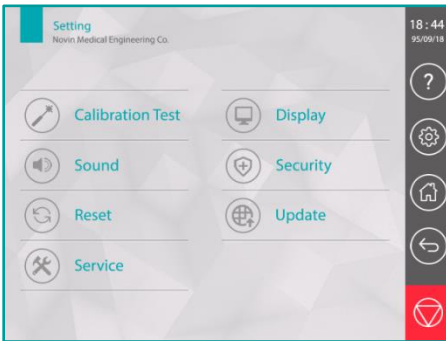 Setting
Novin Medical Engineering Co.
18 : 44
95/09/18
?
Calibration Test
Display
Sound
Security
Reset
Update
Service